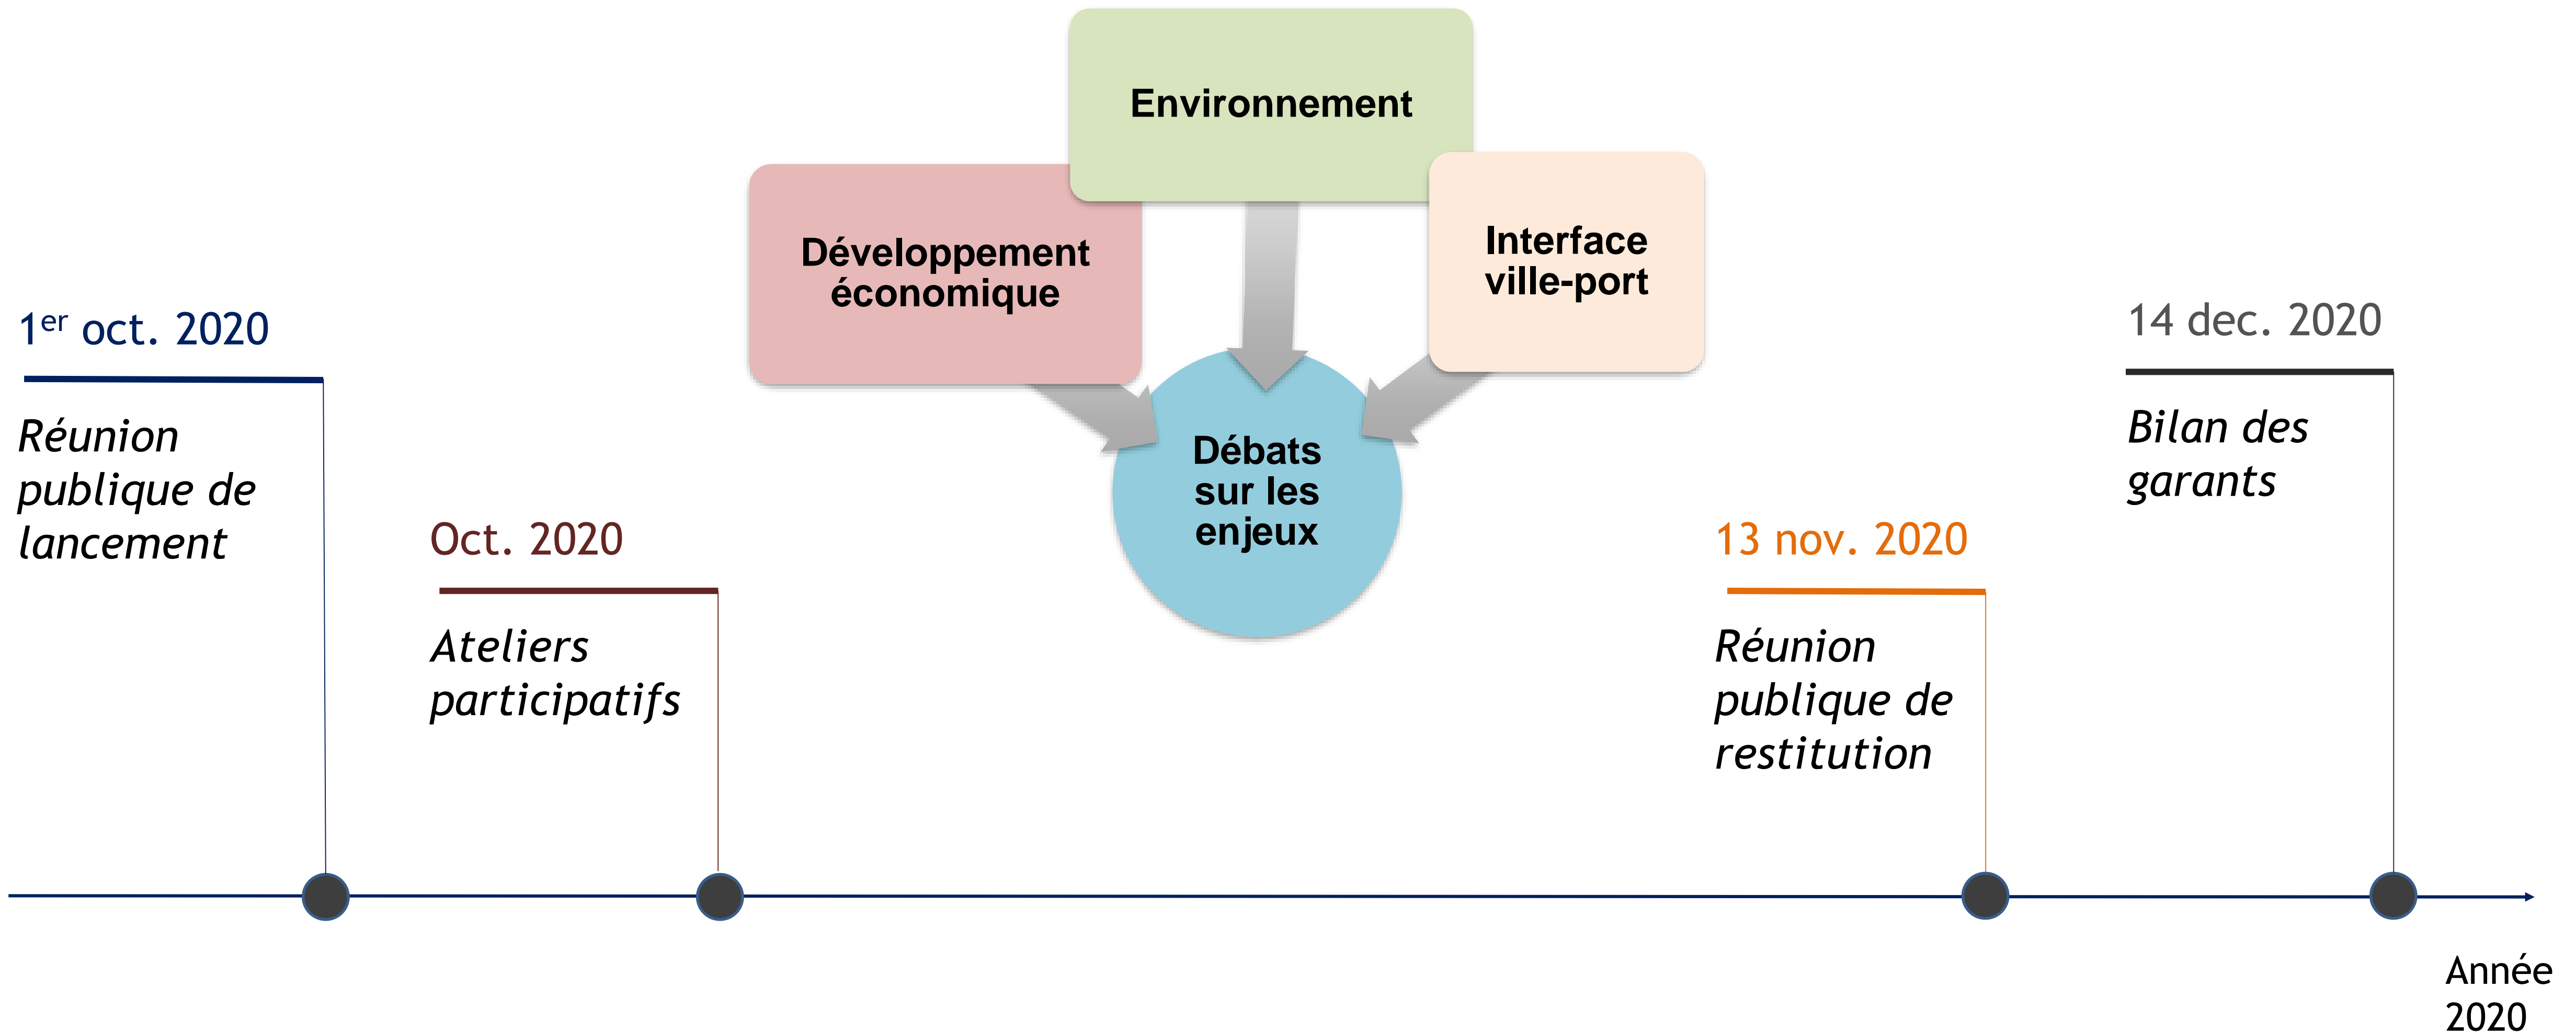 Environnement
Développement
économique
Interface
ville-port
Débats
sur les
enjeux
1er oct. 2020
Réunion
publique de
lancement
Oct. 2020
Ateliers
participatifs
13 nov. 2020
Réunion
publique de
restitution
14 dec. 2020
Bilan des
garants
Année
2020